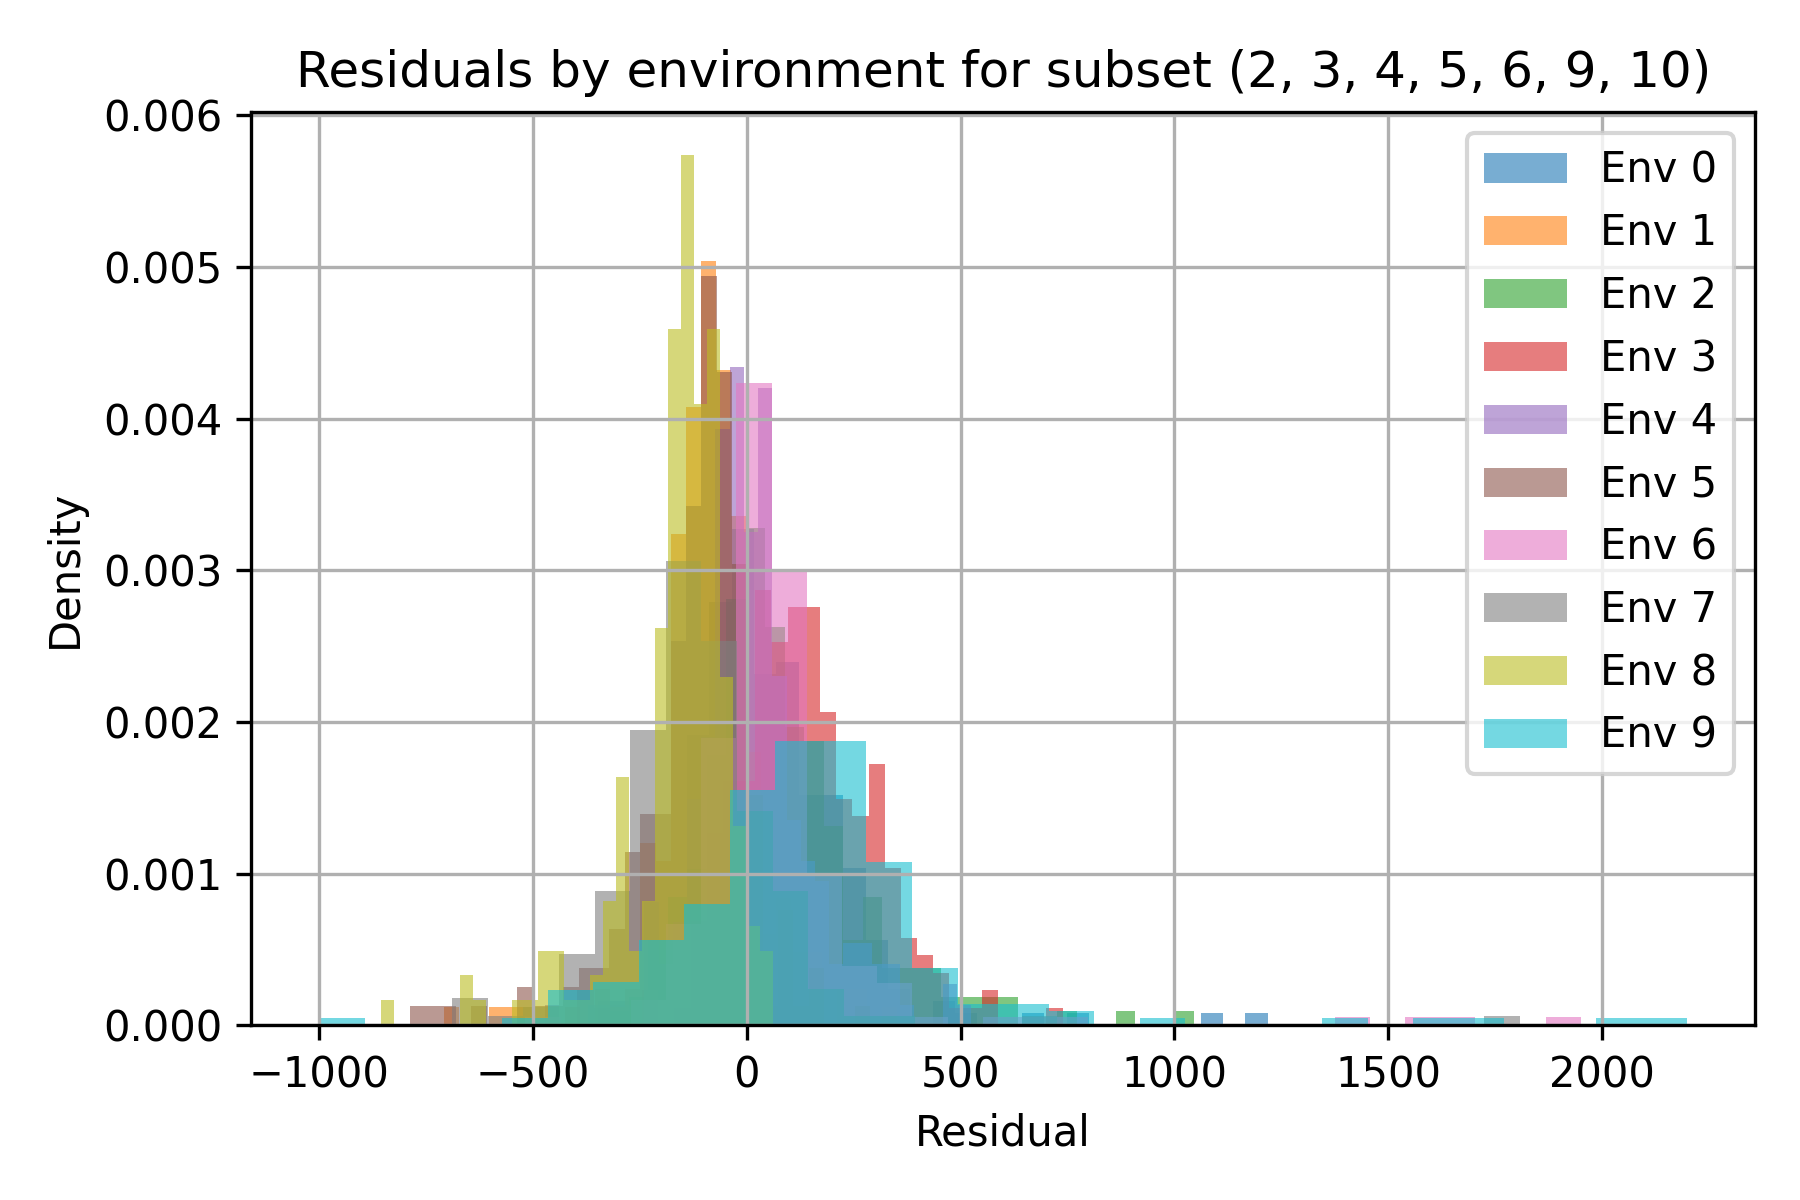 Residuals by environment for subset (2, 3, 4, 5, 6, 9, 10)
0.006
0.005
0.004
0.003
0.002
0.001
0.000
Density
Env 0
Env 1
Env 2
Env 3
Env 4
Env 5
Env 6
Env 7
Env 8
Env 9
−1000 −500 0 500 1000 1500 2000
Residual